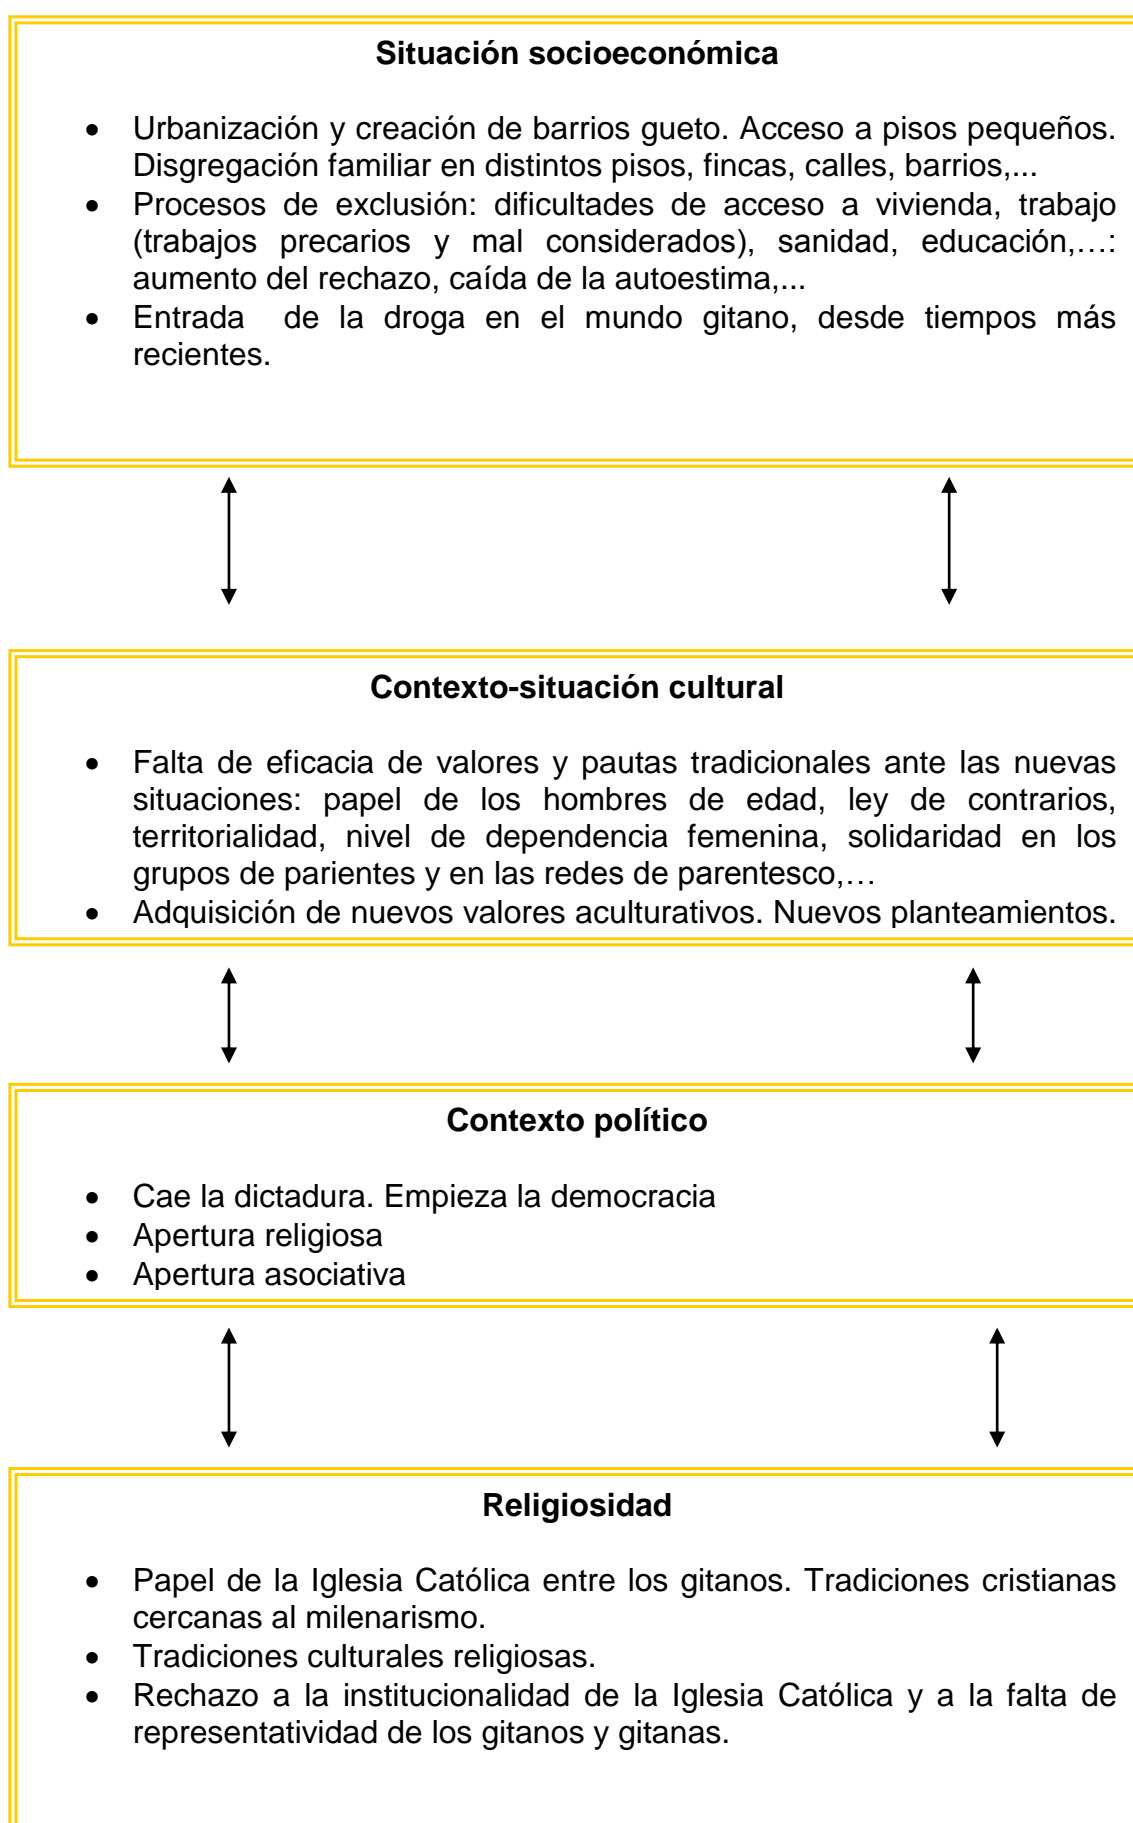 Situación socioeconómica
• Urbanización y creación de barrios gueto. Acceso a pisos pequeños.
Disgregación familiar en distintos pisos, fincas, calles, barrios,...
• Procesos de exclusión: dificultades de acceso a vivienda, trabajo
(trabajos precarios y mal considerados), sanidad, educación,…:
aumento del rechazo, caída de la autoestima,...
• Entrada de la droga en el mundo gitano, desde tiempos más
recientes.
Contexto-situación cultural
• Falta de eficacia de valores y pautas tradicionales ante las nuevas
situaciones: papel de los hombres de edad, ley de contrarios,
territorialidad, nivel de dependencia femenina, solidaridad en los
grupos de parientes y en las redes de parentesco,…
• Adquisición de nuevos valores aculturativos. Nuevos planteamientos.
Contexto político
• Cae la dictadura. Empieza la democracia
• Apertura religiosa
• Apertura asociativa
Religiosidad
• Papel de la Iglesia Católica entre los gitanos. Tradiciones cristianas
cercanas al milenarismo.
• Tradiciones culturales religiosas.
• Rechazo a la institucionalidad de la Iglesia Católica y a la falta de
representatividad de los gitanos y gitanas.